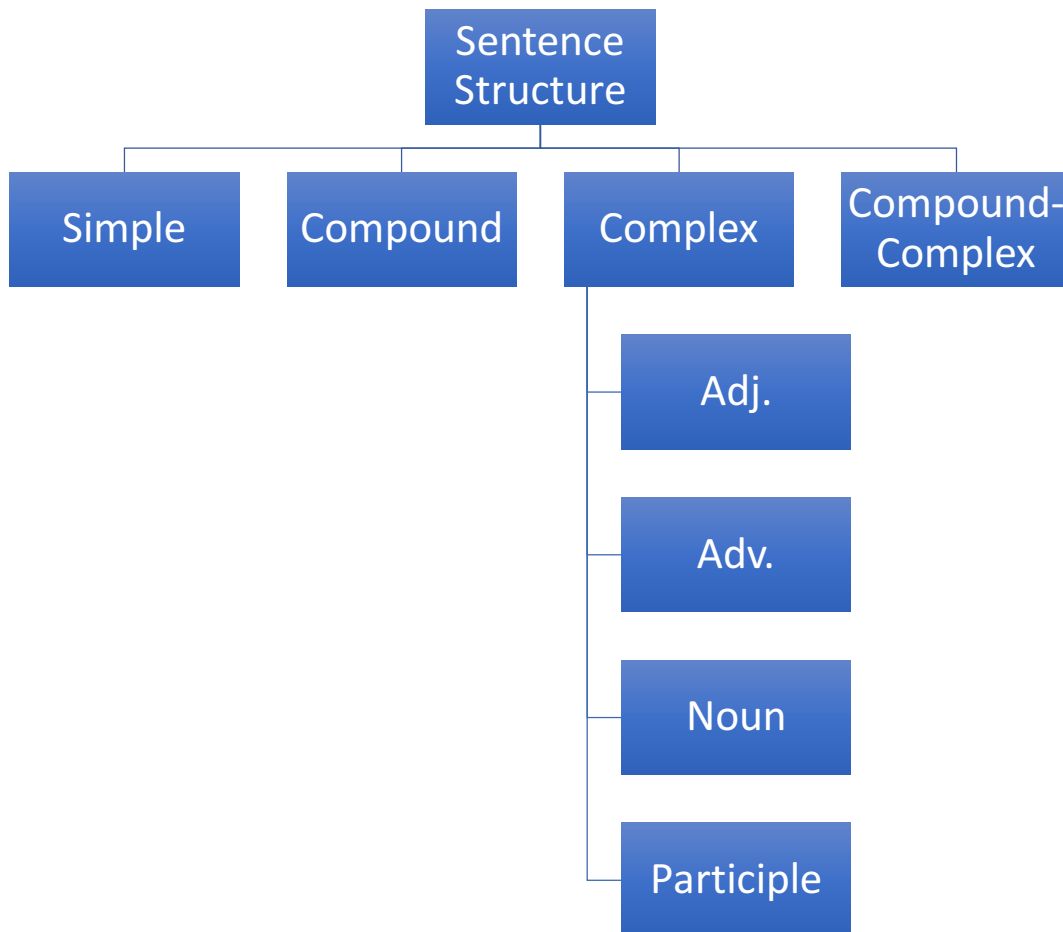 Sentence
Structure
Simple
Compound
Complex
Compound-
Complex
Adj.
Adv.
Noun
Participle